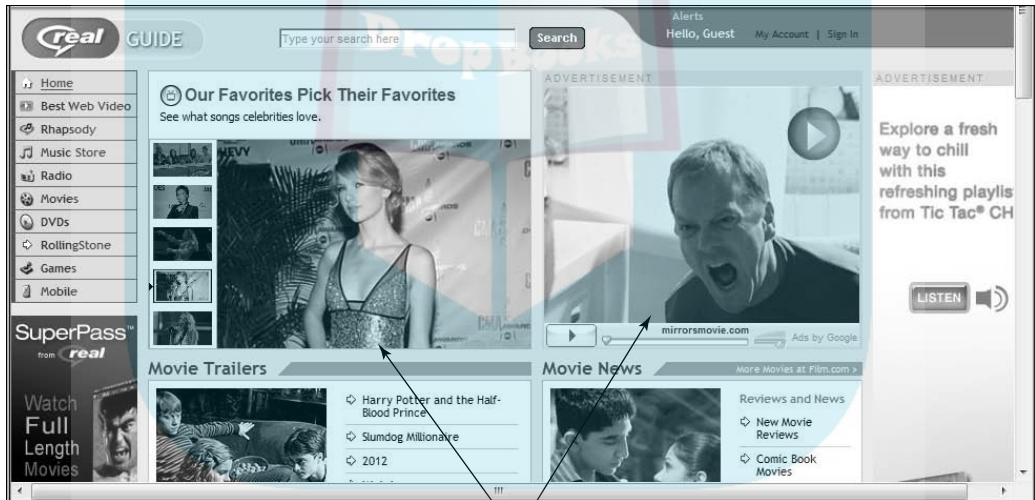 real GUIDE
Type your search here
Search
Alerts
Hello, Guest
My Account | Sign In
DropBooks
Home
Best Web Video
Rhapsody
Music Store
Radio
Movies
DVDs
RollingStone
Games
Mobile
SuperPass™
from real
Watch
Full
Length
Movies
Our Favorites Pick Their Favorites
See what songs celebrities love.
ADVERTISEMENT
mirrorsmovie.com
Ads by Google
ADVERTISEMENT
Explore a fresh
way to chill
with this
refreshing playlis
from Tic Tac® CH
LISTEN
Movie Trailers
Harry Potter and the Half-
Blood Prince
Slumdog Millionaire
2012
Movie News
More Movies at Film.com >
Reviews and News
New Movie
Reviews
Comic Book
Movies